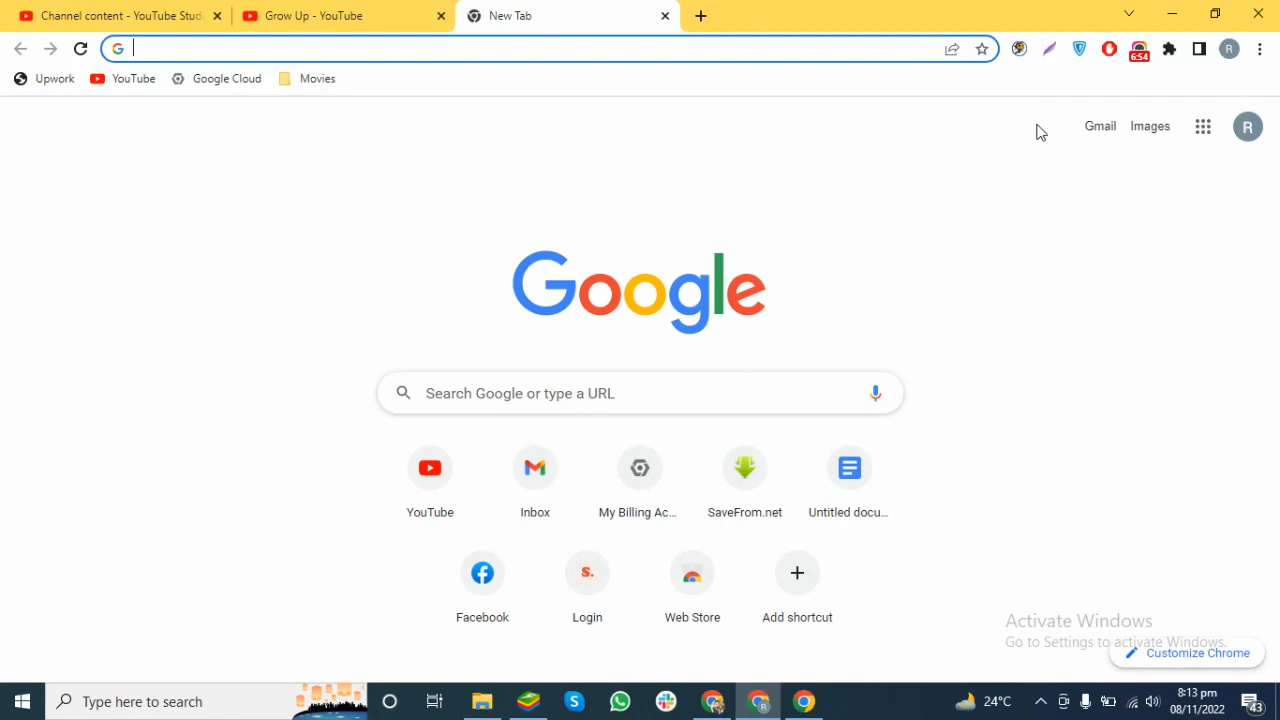 Channel content - YouTube Studi
Grow Up - YouTube
New Tab
6:54
R
Upwork
YouTube
Google Cloud
Movies
Gmail
Images
R
Google
Search Google or type a URL
YouTube
Inbox
My Billing Ac...
SaveFrom.net
Untitled docu...
S.
Facebook
Login
Web Store
Add shortcut
Activate Windows
Go to Settings to activate Windows.
Customize Chrome
Type here to search
24°C
8:13 pm
08/11/2022
43